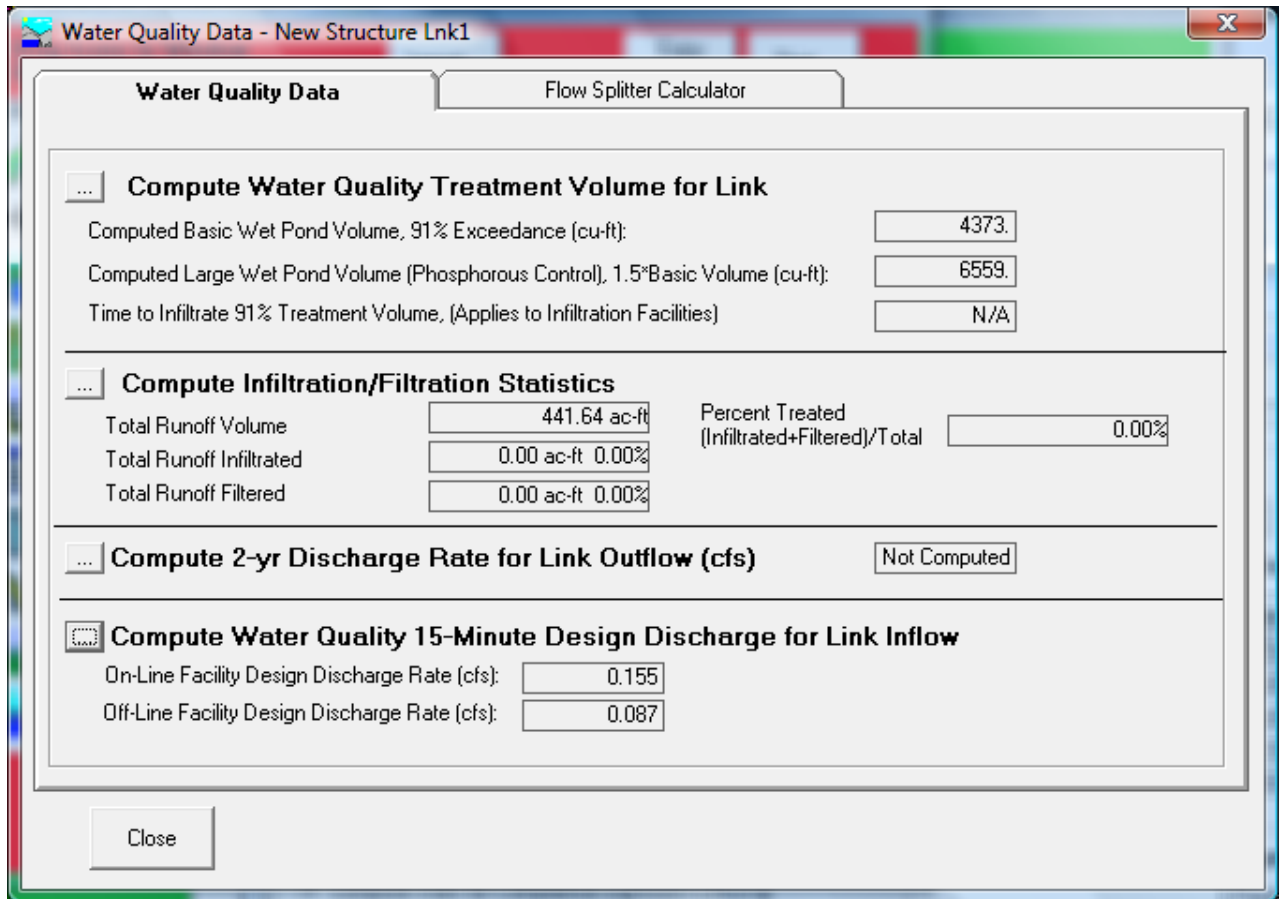 Water Quality Data - New Structure Lnk1
X
Water Quality Data
Flow Splitter Calculator
... Compute Water Quality Treatment Volume for Link
Computed Basic Wet Pond Volume, 91% Exceedance (cu-ft): 4373.
Computed Large Wet Pond Volume (Phosphorous Control), 1.5*Basic Volume (cu-ft): 6559.
Time to Infiltrate 91% Treatment Volume, (Applies to Infiltration Facilities) N/A
... Compute Infiltration/Filtration Statistics
Total Runoff Volume 441.64 ac-ft
Total Runoff Infiltrated 0.00 ac-ft 0.00%
Total Runoff Filtered 0.00 ac-ft 0.00%
Percent Treated
(Infiltrated+Filtered)/Total 0.00%
... Compute 2-yr Discharge Rate for Link Outflow (cfs) Not Computed
... Compute Water Quality 15-Minute Design Discharge for Link Inflow
On-Line Facility Design Discharge Rate (cfs): 0.155
Off-Line Facility Design Discharge Rate (cfs): 0.087
Close